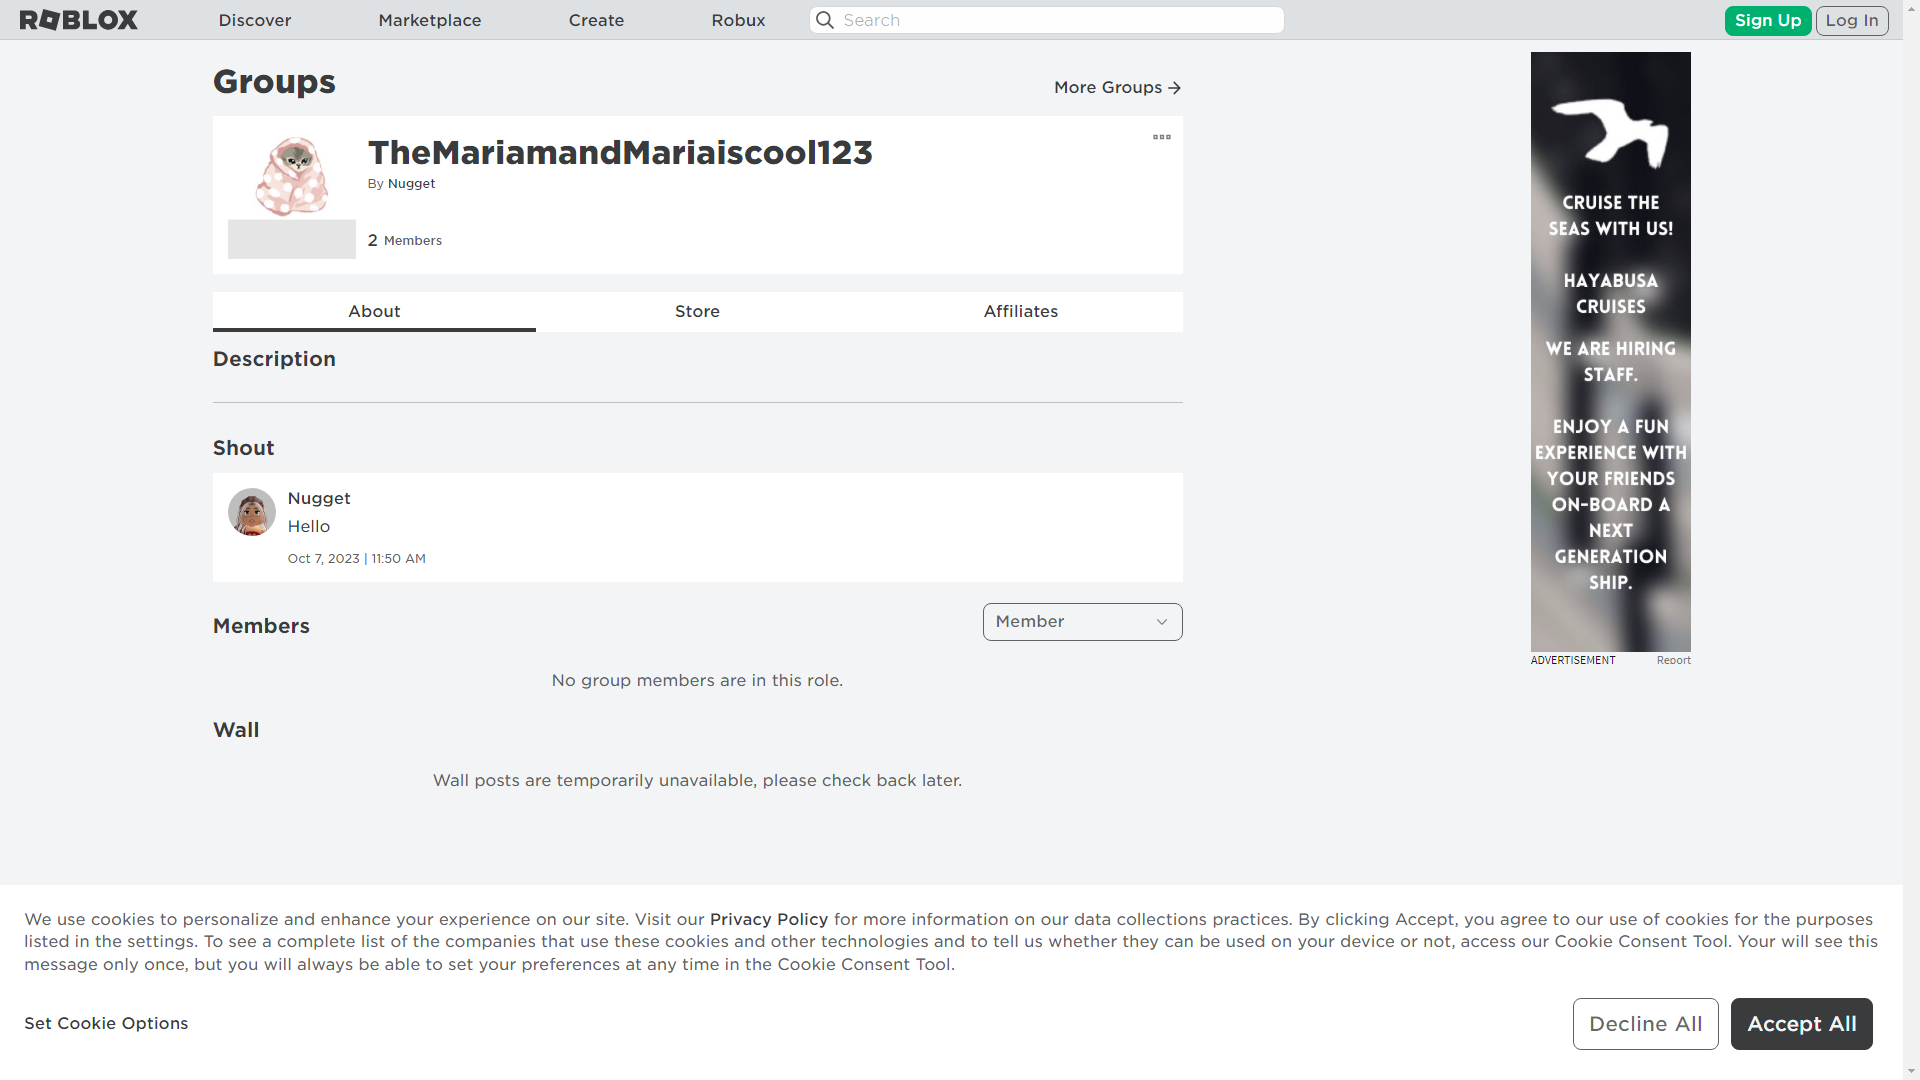 ROBLOX
Discover
Marketplace
Create
Robux
Search
Sign Up
Log In
Groups
More Groups
TheMariamandMariaiscool123
By Nugget
2 Members
About
Store
Affiliates
Description
Shout
Nugget
Hello
Oct 7, 2023 | 11:50 AM
Members
Member
No group members are in this role.
Wall
Wall posts are temporarily unavailable, please check back later.
CRUISE THE
SEAS WITH US!
HAYABUSA
CRUISES
WE ARE HIRING
STAFF.
ENJOY A FUN
EXPERIENCE WITH
YOUR FRIENDS
ON-BOARD A
NEXT
GENERATION
SHIP.
ADVERTISEMENT
Report
We use cookies to personalize and enhance your experience on our site. Visit our Privacy Policy for more information on our data collections practices. By clicking Accept, you agree to our use of cookies for the purposes
listed in the settings. To see a complete list of the companies that use these cookies and other technologies and to tell us whether they can be used on your device or not, access our Cookie Consent Tool. Your will see this
message only once, but you will always be able to set your preferences at any time in the Cookie Consent Tool.
Set Cookie Options
Decline All
Accept All